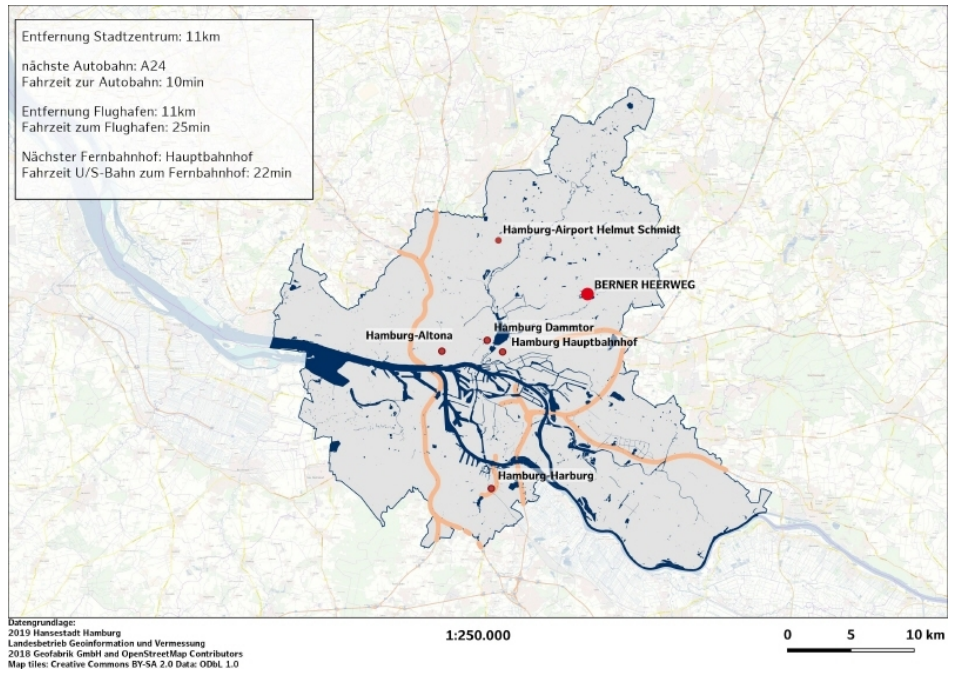 Entfernung Stadtzentrum: 11km
nächste Autobahn: A24
Fahrzeit zur Autobahn: 10min
Entfernung Flughafen: 11km
Fahrzeit zum Flughafen: 25min
Nächster Fernbahnhof: Hauptbahnhof
Fahrzeit U/S-Bahn zum Fernbahnhof: 22min
Hamburg-Airport Helmut Schmidt
BERNER HEERWEG
Hamburg Dammtor
Hamburg-Altona
Hamburg Hauptbahnhof
Hamburg-Harburg
Datengrundlage:
2019 Hansestadt Hamburg
Landesbetrieb Geoinformation und Vermessung
2018 Geofabrik GmbH and OpenStreetMap Contributors
Map tiles: Creative Commons BY-SA 2.0 Data: ODbL 1.0
1:250.000
0 5 10 km